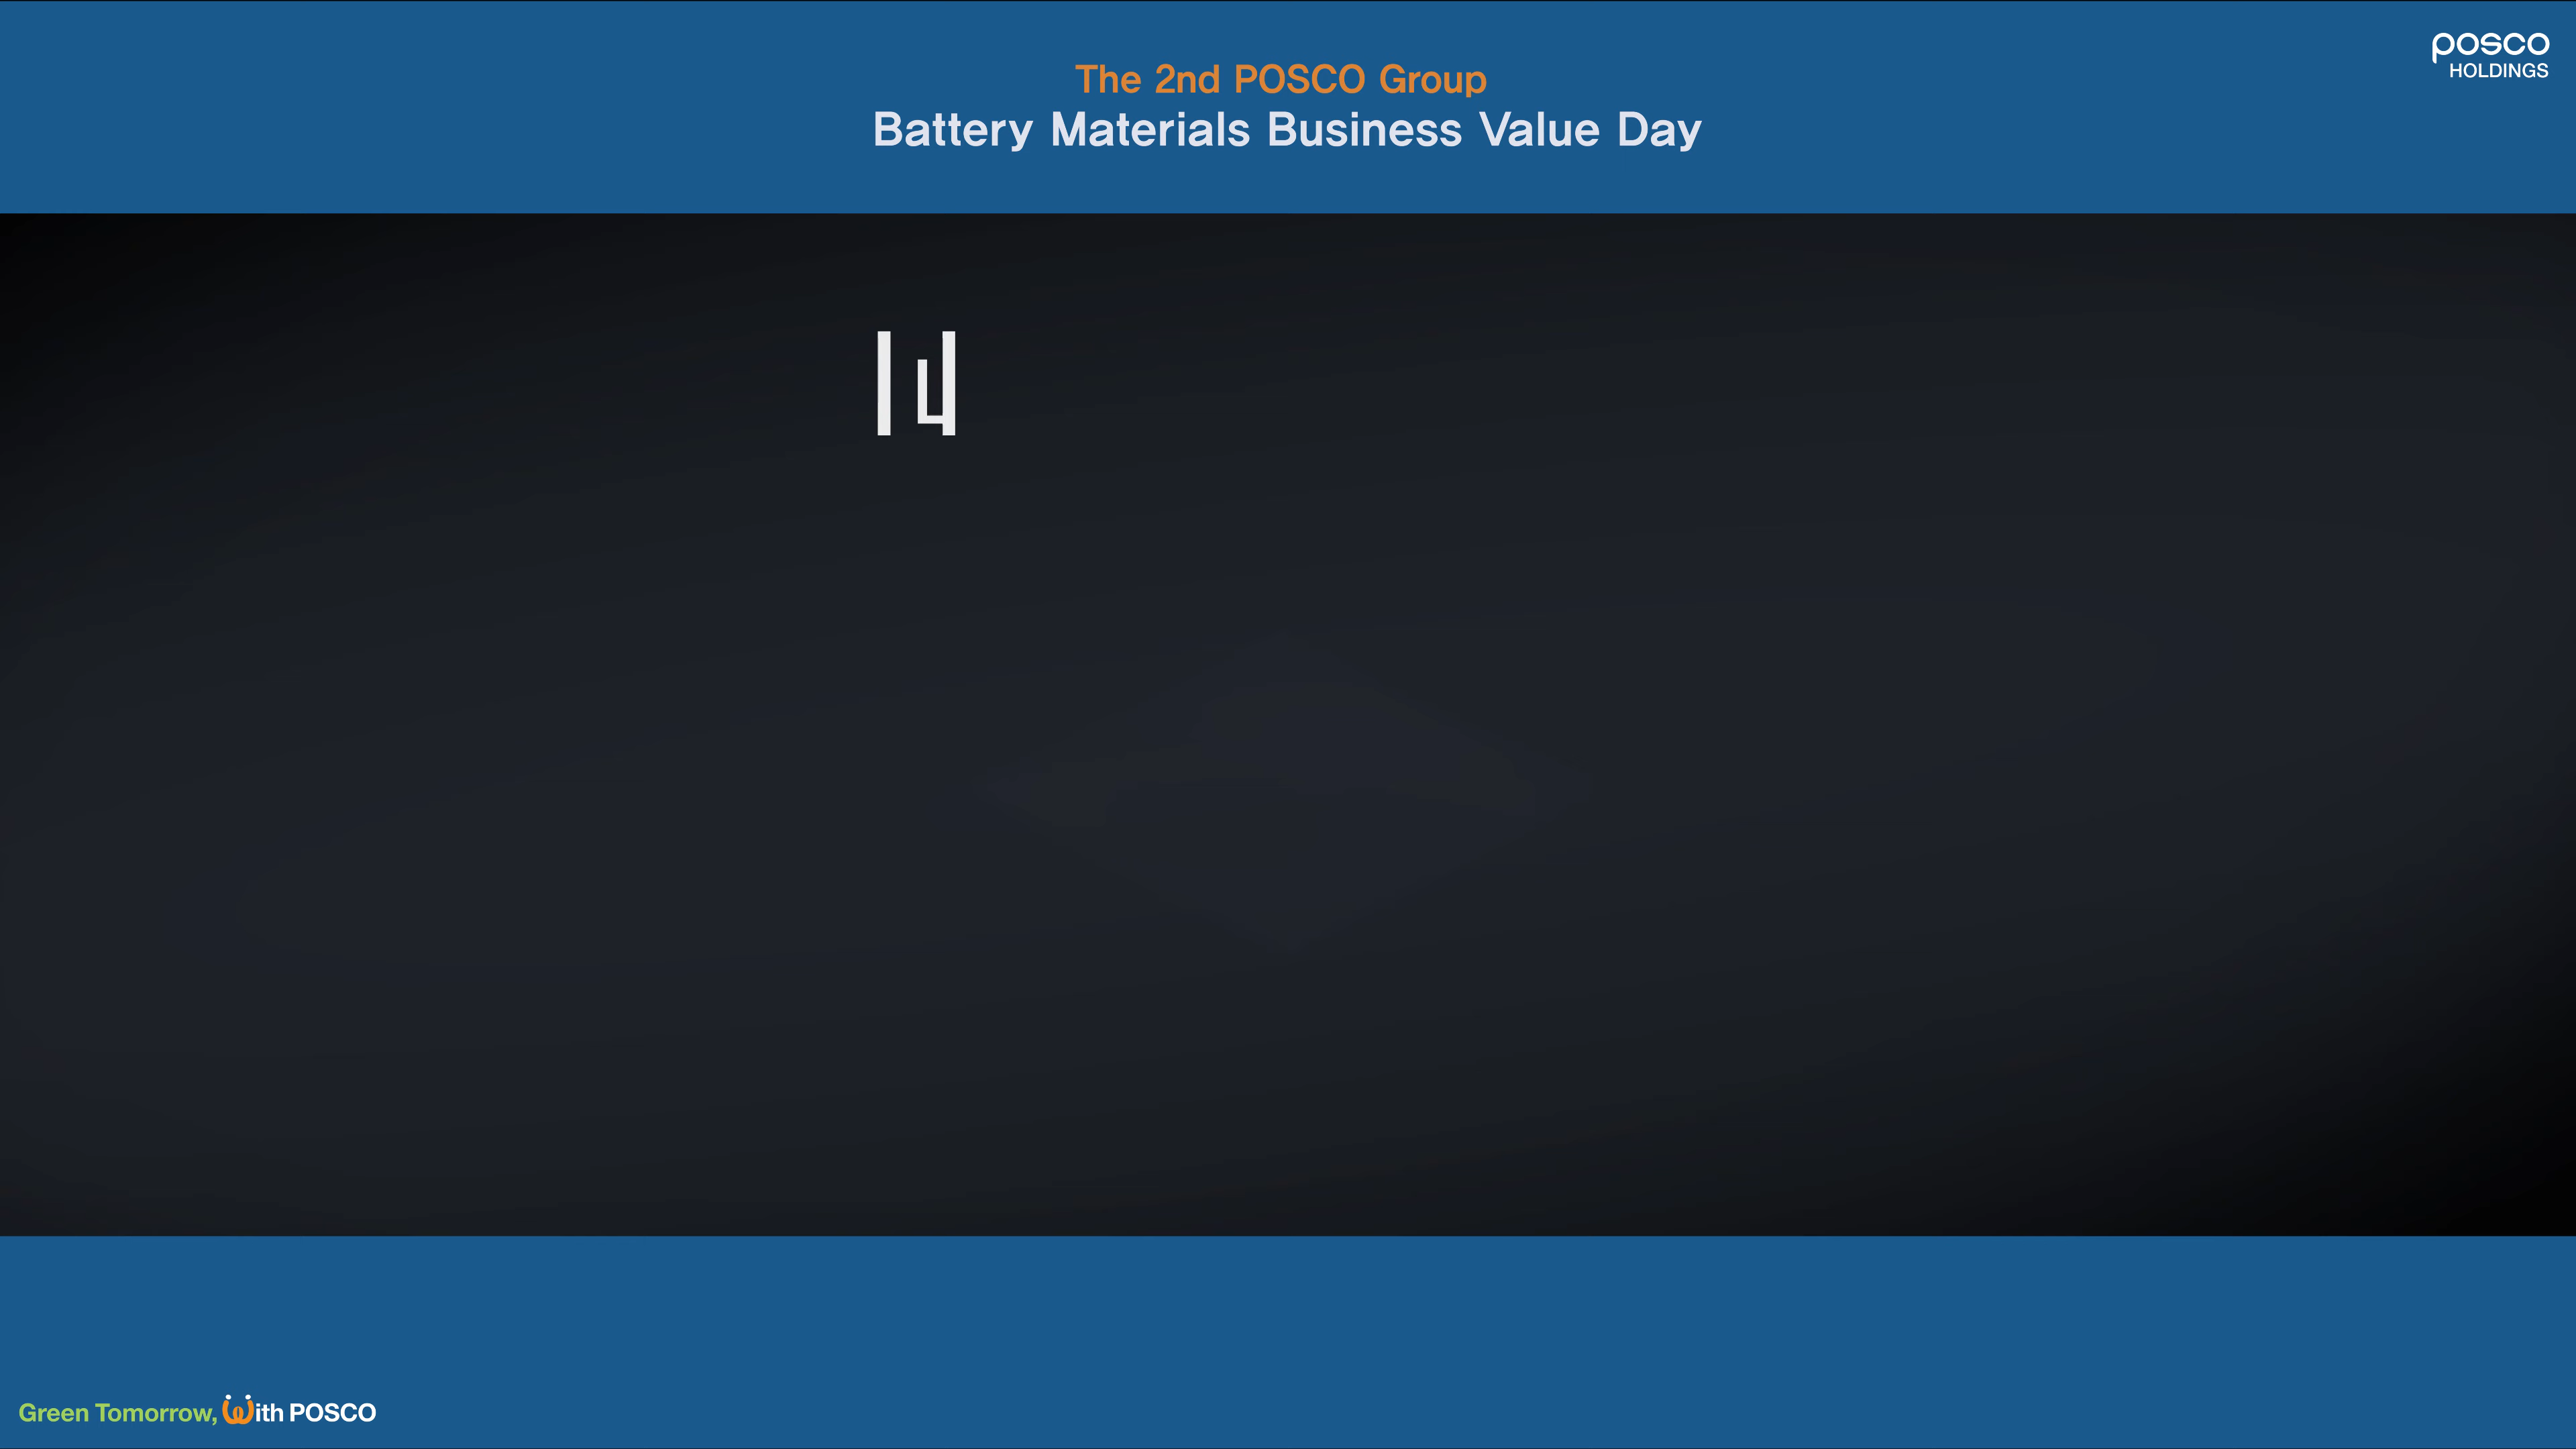 posco
HOLDINGS
The 2nd POSCO Group
Battery Materials Business Value Day
Green Tomorrow, With POSCO